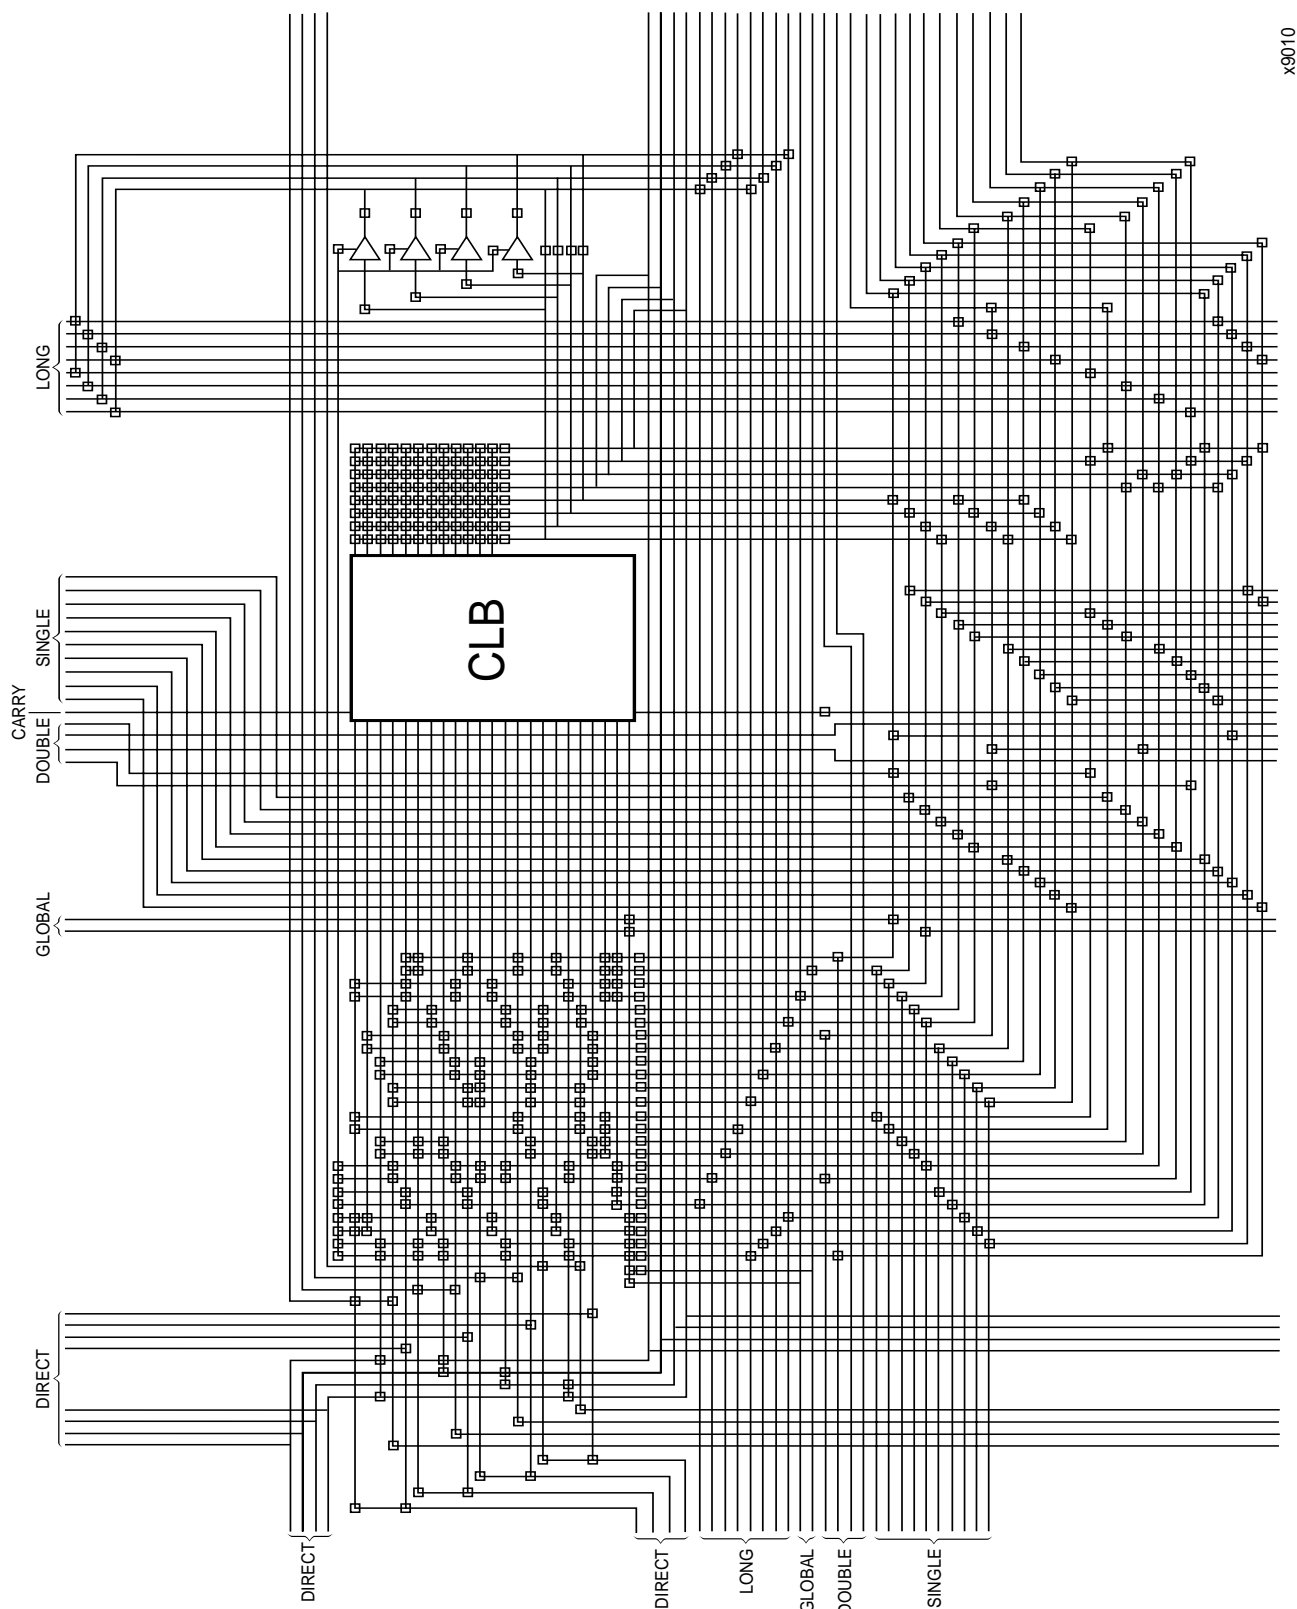 x9010
LONG
CLB
SINGLE
CARRY
DOUBLE
GLOBAL
DIRECT
DIRECT
DIRECT
LONG
GLOBAL
DOUBLE
SINGLE